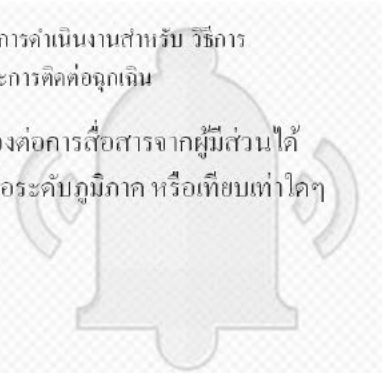 การดำเนินงานสำหรับ วิธีการ
ะการติดต่อฉุกเฉิน
งต่อการสื่อสารจากผู้มีส่วนได้
อระดับภูมิภาค หรือเทียบเท่าใดๆ